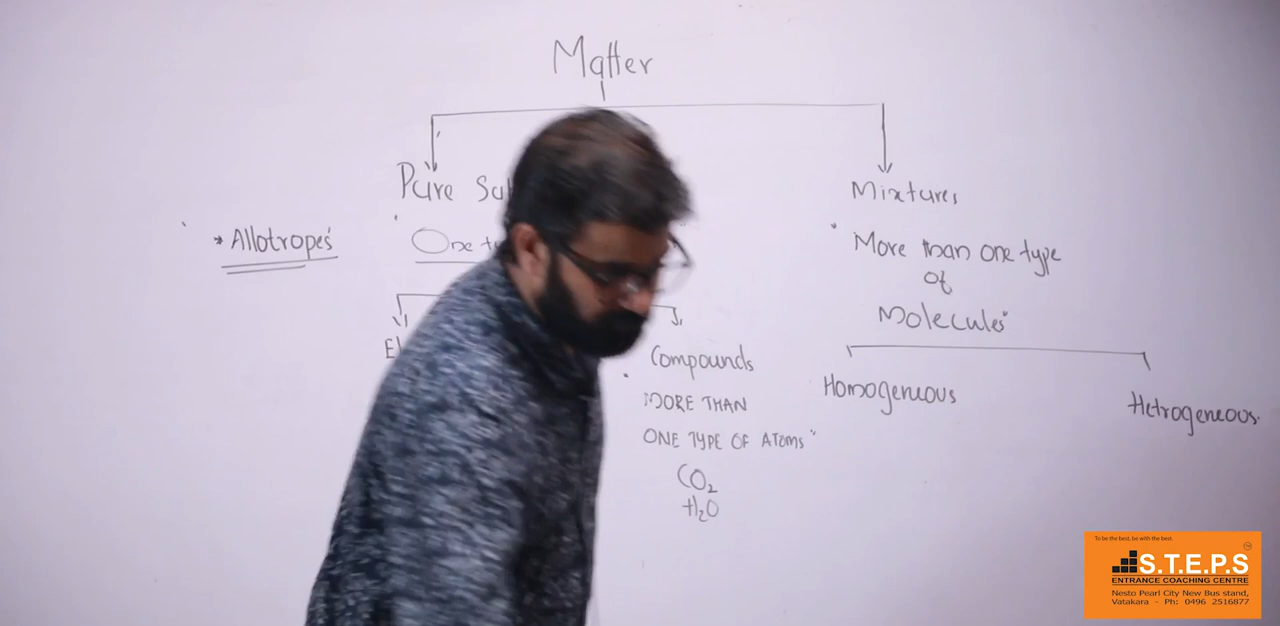 Matter
Pure
Mixtures
* Allotropes'
One
" More than one type
of
Molecules"
Compounds
" MORE THAN
ONE TYPE OF ATOMS"
CO₂
H₂O
Homogeneous
Hetrogeneous
To be the best, be with the best.
S.T.E.P.S
ENTRANCE COACHING CENTRE
Nesto Pearl City New Bus stand,
Vatakara - Ph: 0496 2516877